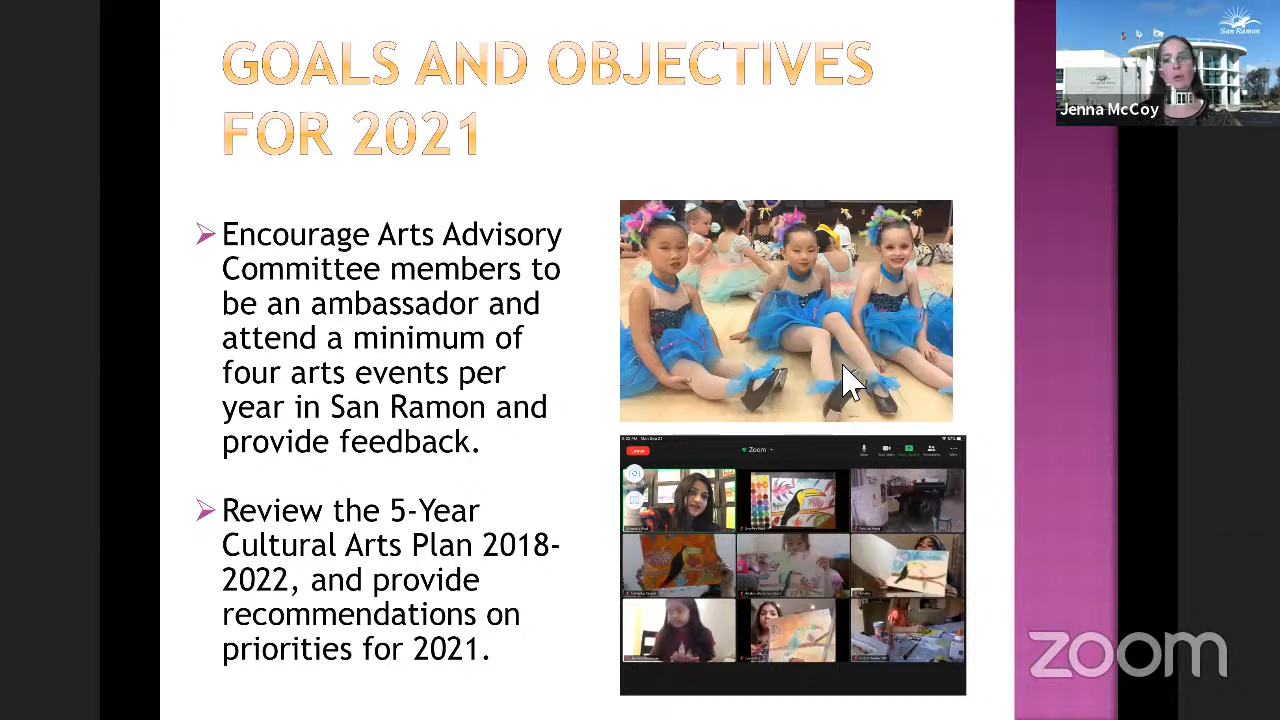 GOALS AND OBJECTIVES
FOR 2021
San Ramon
Jenna McCoy
➢ Encourage Arts Advisory
Committee members to
be an ambassador and
attend a minimum of
four arts events per
year in San Ramon and
provide feedback.
➢ Review the 5-Year
Cultural Arts Plan 2018-
2022, and provide
recommendations on
priorities for 2021.
Leave
Zoom
zoom